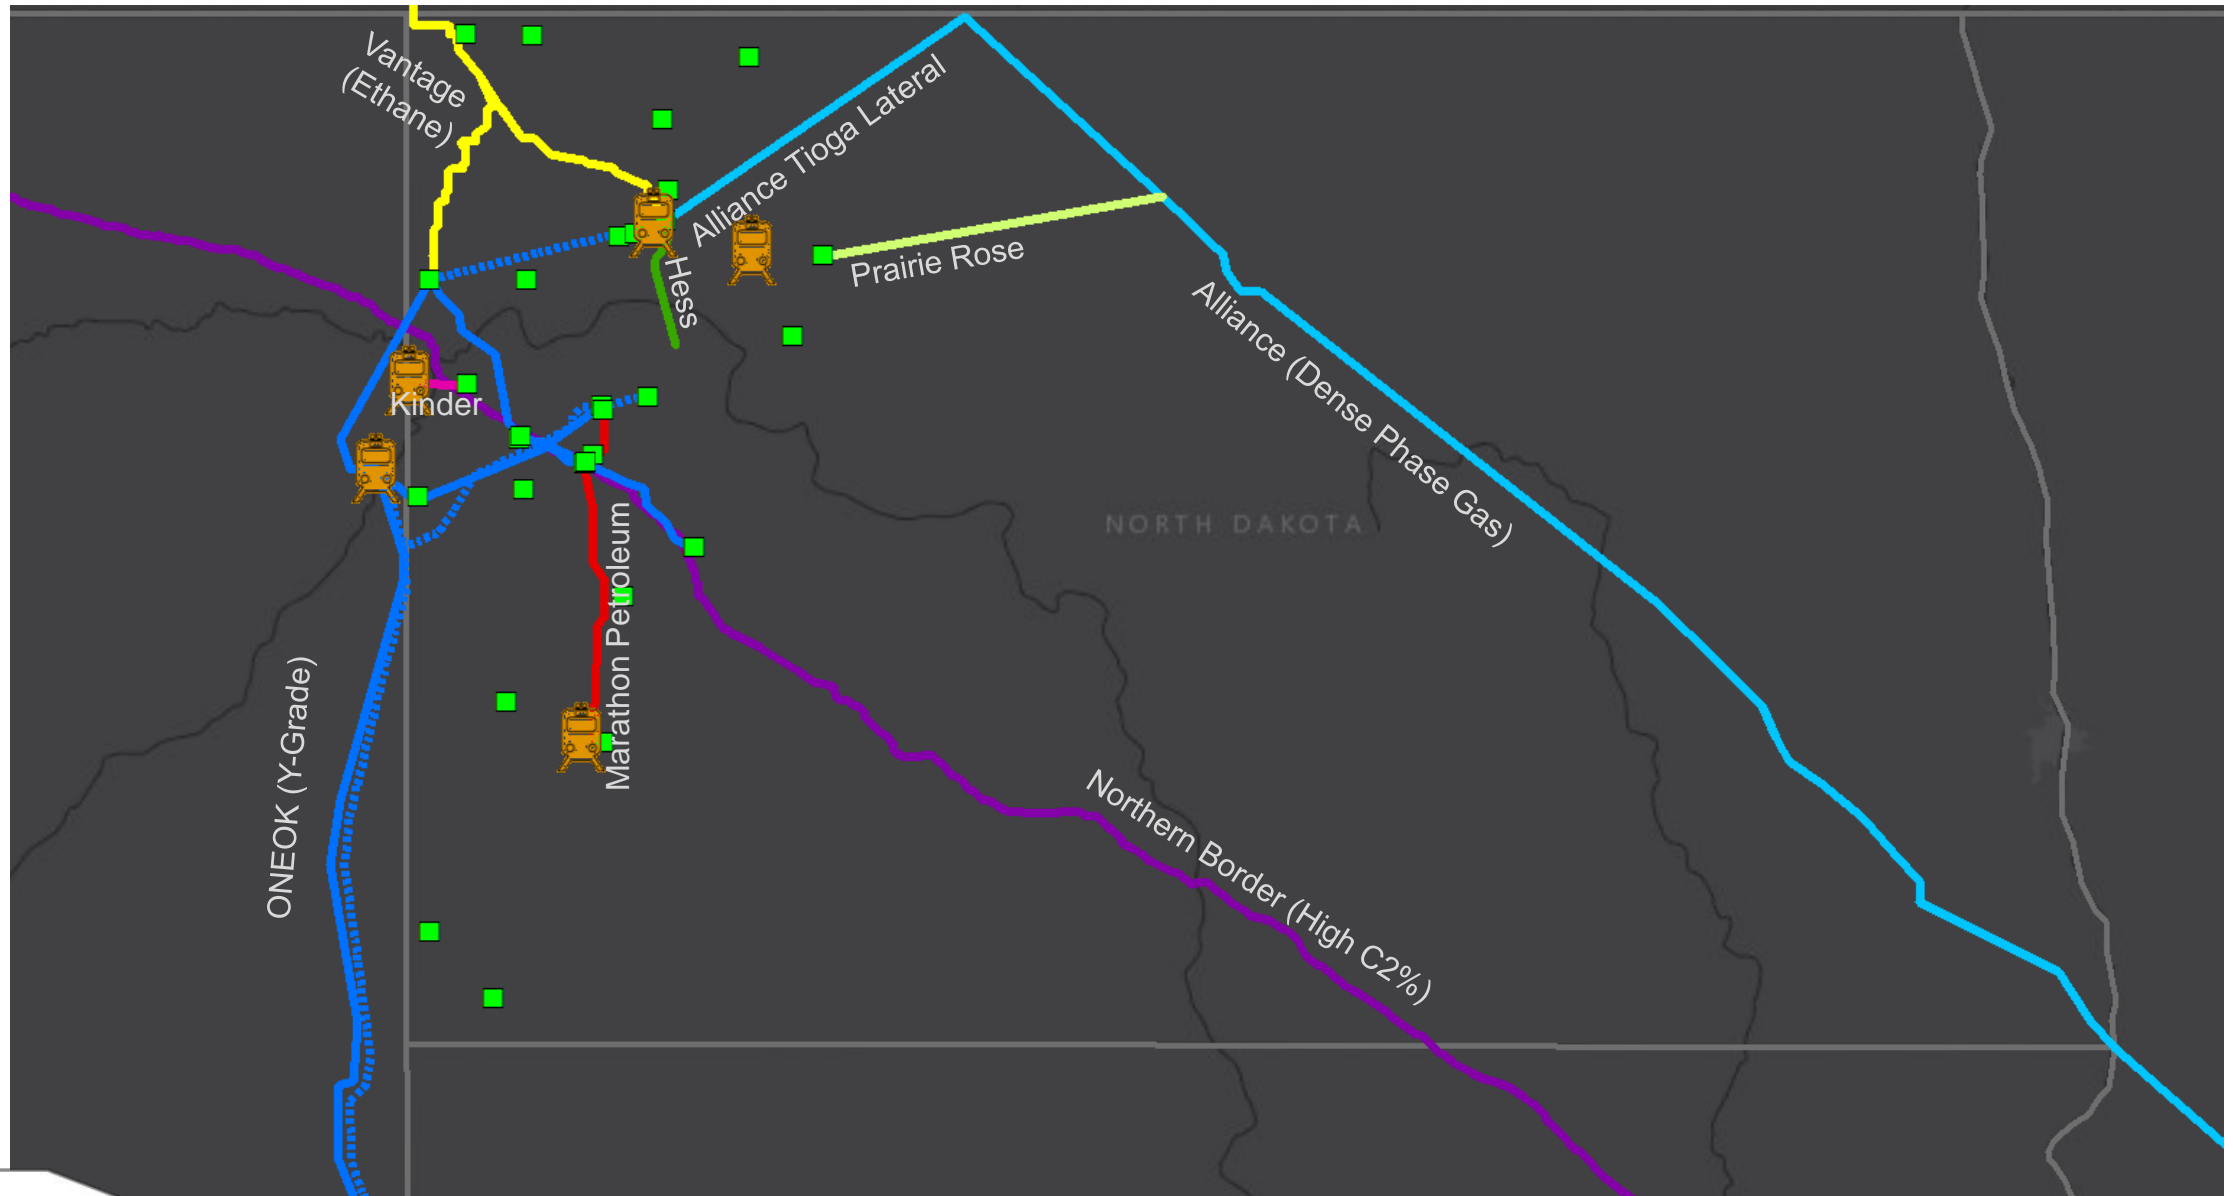 Vantage
(Ethane)
Alliance Tioga Lateral
Hess
Prairie Rose
Alliance (Dense Phase Gas)
Kinder
NORTH DAKOTA
Marathon Petroleum
ONEOK (Y-Grade)
Northern Border (High C2%)